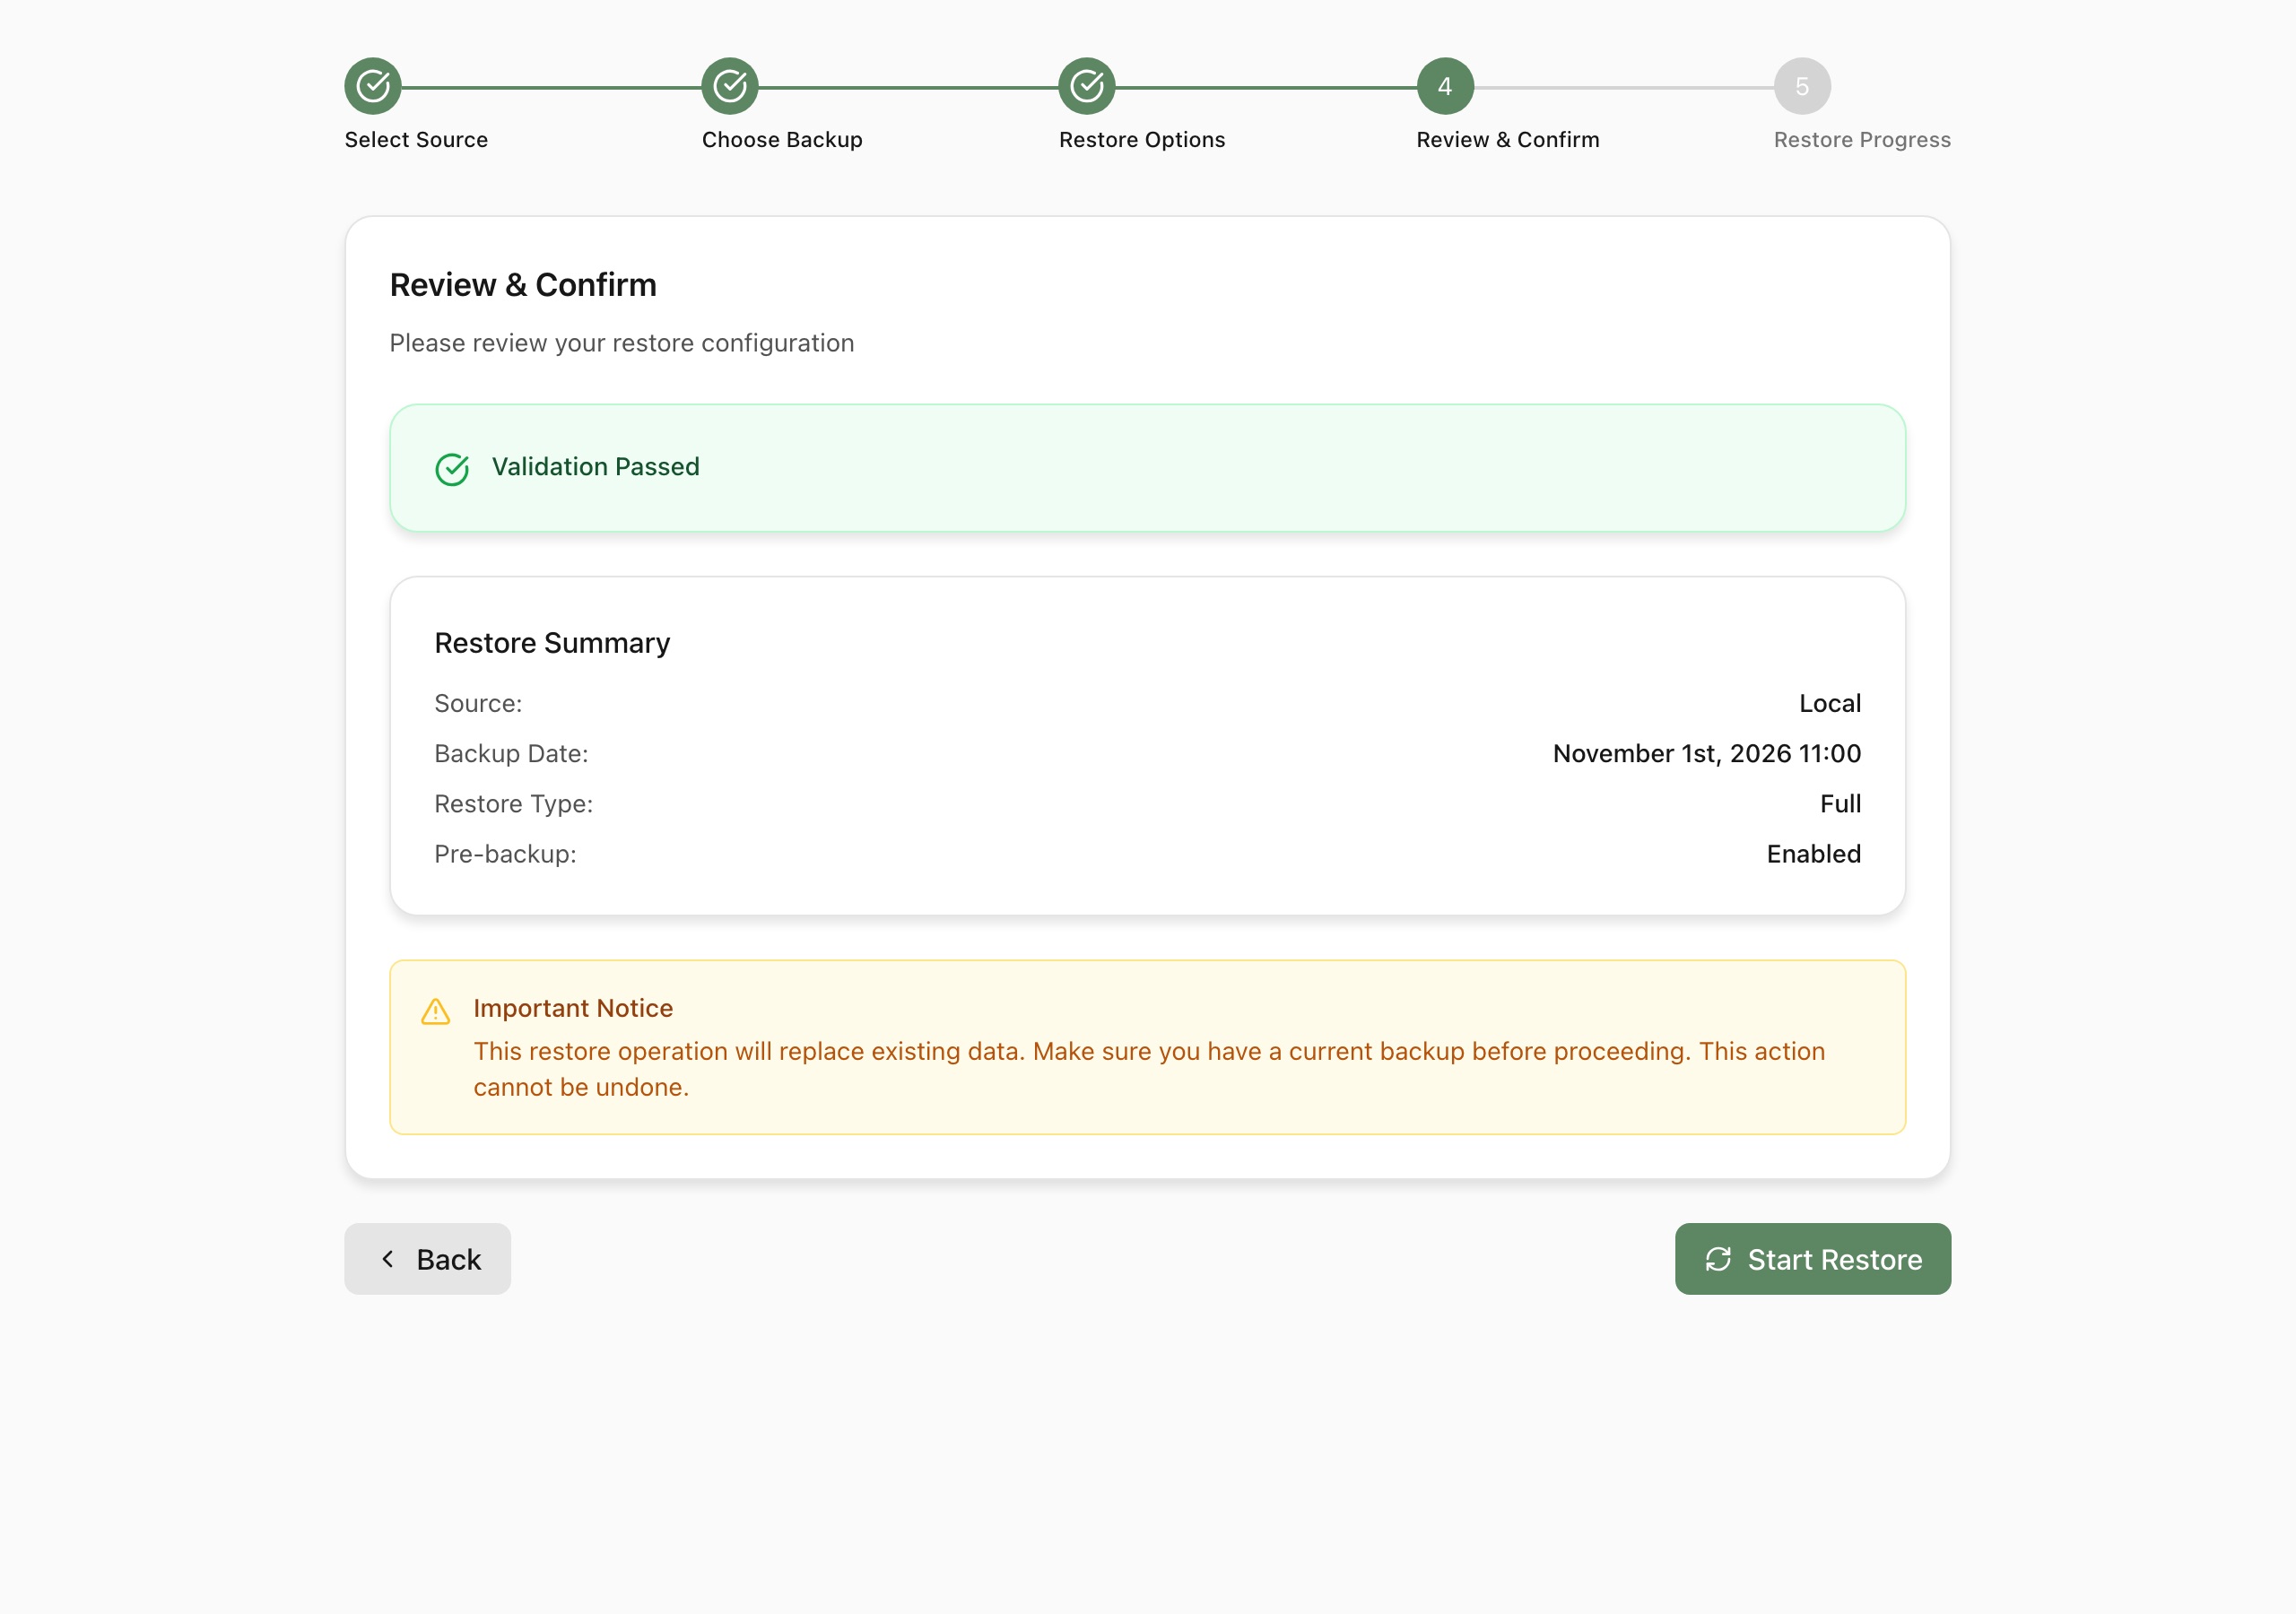 4
5
Select Source
Choose Backup
Restore Options
Review & Confirm
Restore Progress
Review & Confirm
Please review your restore configuration
Validation Passed
Restore Summary
Source: Local
Backup Date: November 1st, 2026 11:00
Restore Type: Full
Pre-backup: Enabled
Important Notice
This restore operation will replace existing data. Make sure you have a current backup before proceeding. This action
cannot be undone.
Back
Start Restore